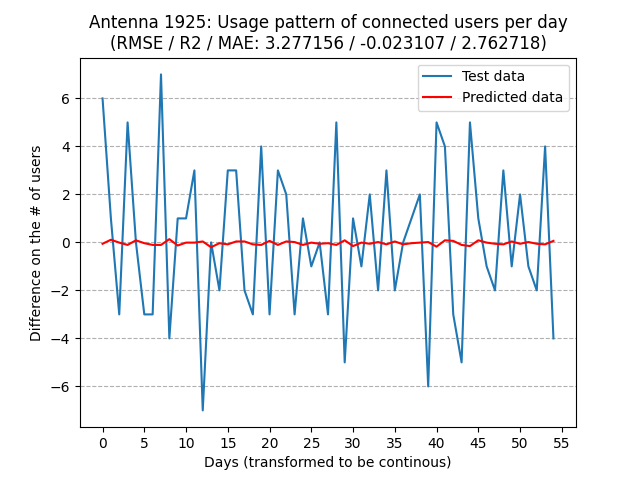 Antenna 1925: Usage pattern of connected users per day
(RMSE / R2 / MAE: 3.277156 / -0.023107 / 2.762718)
Test data
Predicted data
Difference on the # of users
6
4
2
0
−2
−4
−6
0 5 10 15 20 25 30 35 40 45 50 55
Days (transformed to be continous)